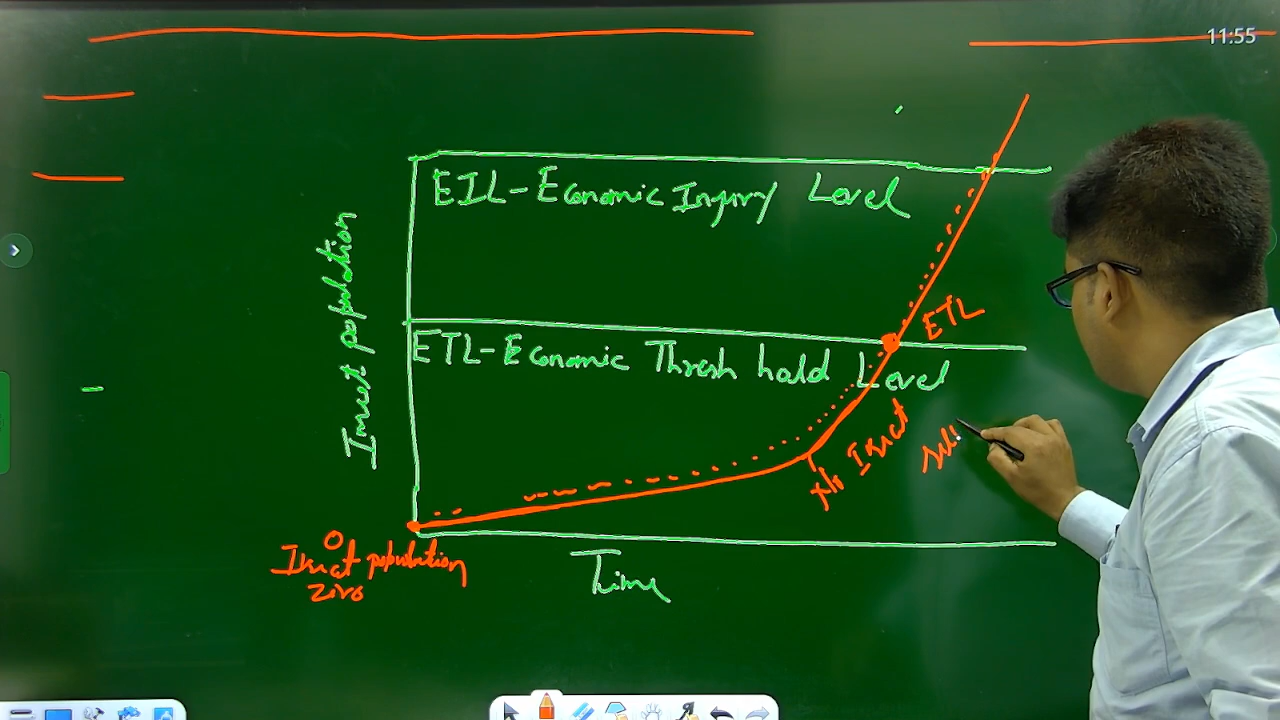 11:55
EIL-Economic Injury Level
Insect population
ETL
ETL-Economic Thresh hold Level
Insect
0
Insect population
zero
Time